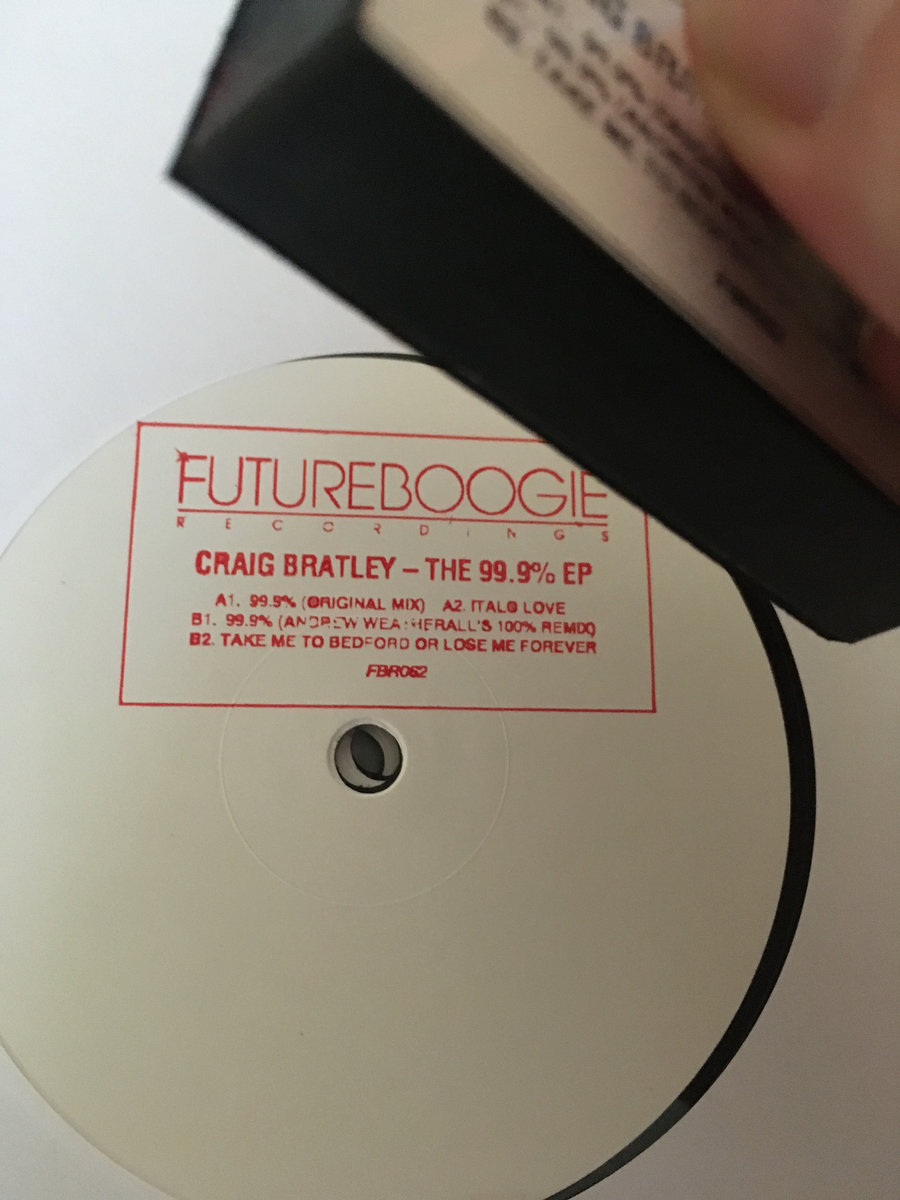 FUTUREBOOGIE
RECORDINGS
CRAIG BRATLEY – THE 99.9% EP
A1. 99.9% (ORIGINAL MIX) A2. ITALO LOVE
B1. 99.9% (ANDREW WEATHERALL'S 100% REMIX)
B2. TAKE ME TO BEDFORD OR LOSE ME FOREVER
FBR062